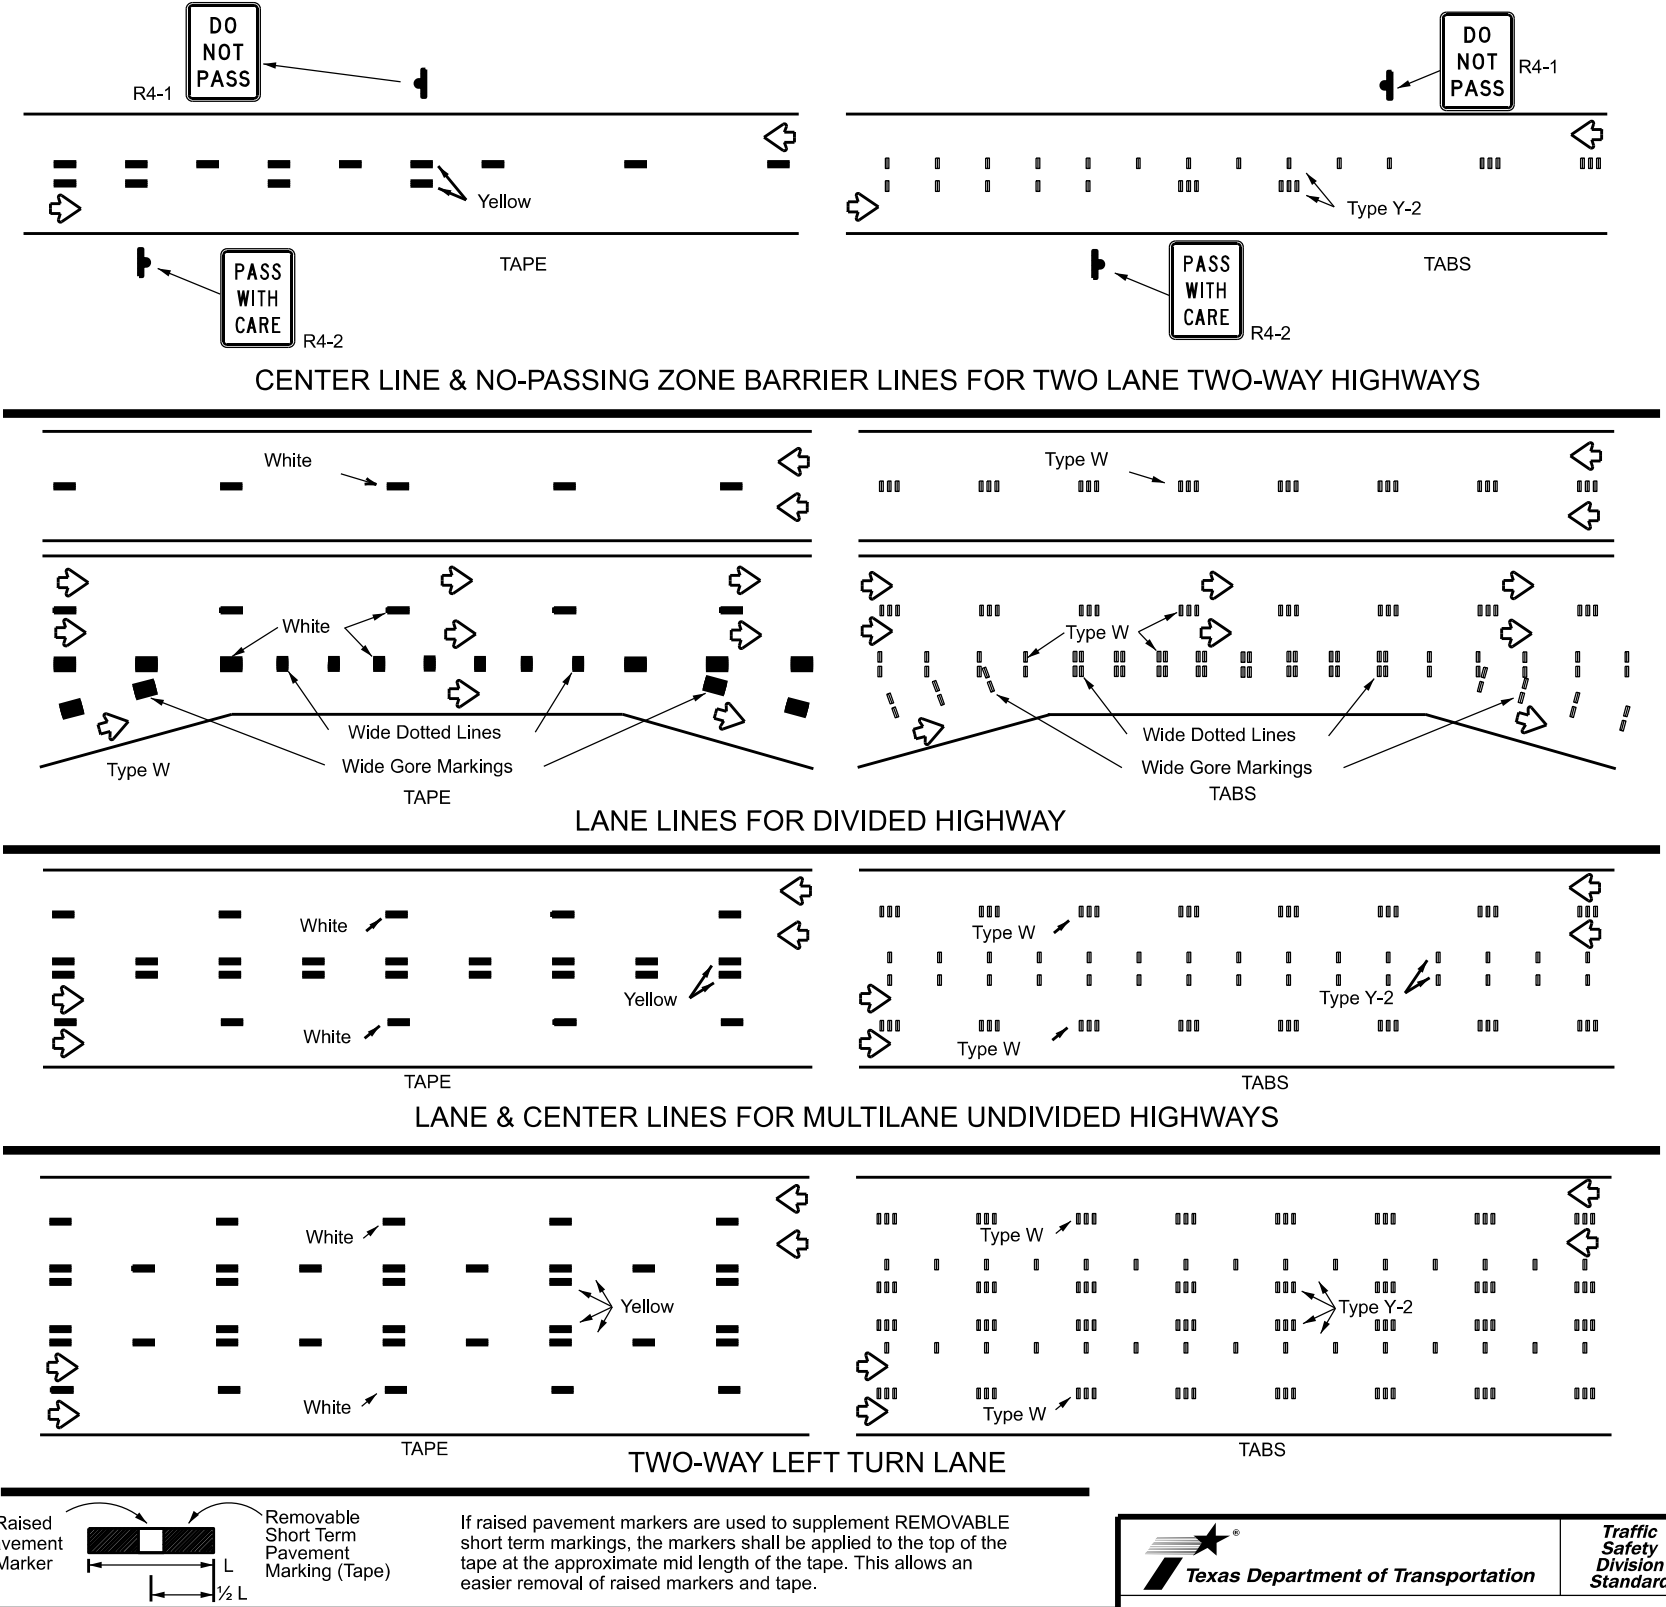 DO
NOT
PASS
R4-1
Yellow
TAPE
PASS
WITH
CARE
R4-2
DO
NOT
PASS
R4-1
Type Y-2
TABS
PASS
WITH
CARE
R4-2
CENTER LINE & NO-PASSING ZONE BARRIER LINES FOR TWO LANE TWO-WAY HIGHWAYS
White
White
Wide Dotted Lines
Wide Gore Markings
Type W
TAPE
Type W
Type W
Wide Dotted Lines
Wide Gore Markings
TABS
LANE LINES FOR DIVIDED HIGHWAY
White
Yellow
White
TAPE
Type W
Type Y-2
Type W
TABS
LANE & CENTER LINES FOR MULTILANE UNDIVIDED HIGHWAYS
White
Yellow
White
TAPE
Type W
Type Y-2
Type W
TABS
TWO-WAY LEFT TURN LANE
Raised
avement
Marker
L
½ L
Removable
Short Term
Pavement
Marking (Tape)
If raised pavement markers are used to supplement REMOVABLE
short term markings, the markers shall be applied to the top of the
tape at the approximate mid length of the tape. This allows an
easier removal of raised markers and tape.
®
Texas Department of Transportation
Traffic
Safety
Division
Standard